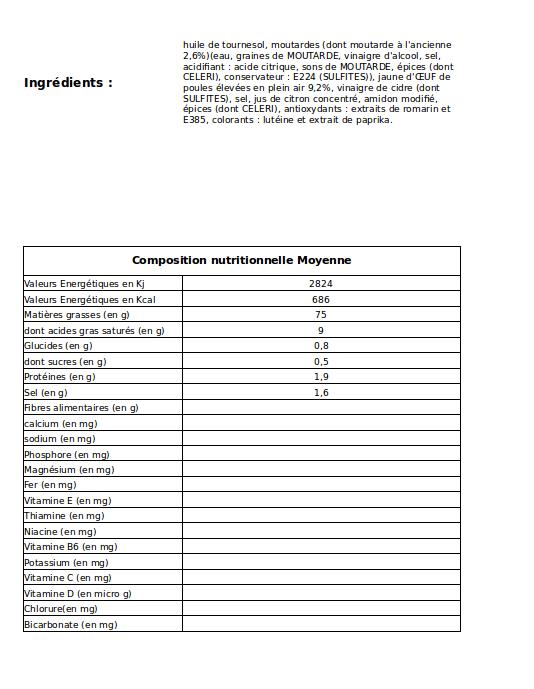 huile de tournesol, moutardes (dont moutarde à l'ancienne
2,6%)(eau, graines de MOUTARDE, vinaigre d'alcool, sel,
acidifiant : acide citrique, sons de MOUTARDE, épices (dont
CELERI), conservateur : E224 (SULFITES)), jaune d'ŒUF de
poules élevées en plein air 9,2%, vinaigre de cidre (dont
SULFITES), sel, jus de citron concentré, amidon modifié,
épices (dont CELERI), antioxydants : extraits de romarin et
E385, colorants : lutéine et extrait de paprika.
Ingrédients :
Composition nutritionnelle Moyenne
Valeurs Energétiques en Kj 2824
Valeurs Energétiques en Kcal 686
Matières grasses (en g) 75
dont acides gras saturés (en g) 9
Glucides (en g) 0,8
dont sucres (en g) 0,5
Protéines (en g) 1,9
Sel (en g) 1,6
Fibres alimentaires (en g)
calcium (en mg)
sodium (en mg)
Phosphore (en mg)
Magnésium (en mg)
Fer (en mg)
Vitamine E (en mg)
Thiamine (en mg)
Niacine (en mg)
Vitamine B6 (en mg)
Potassium (en mg)
Vitamine C (en mg)
Vitamine D (en micro g)
Chlorure(en mg)
Bicarbonate (en mg)